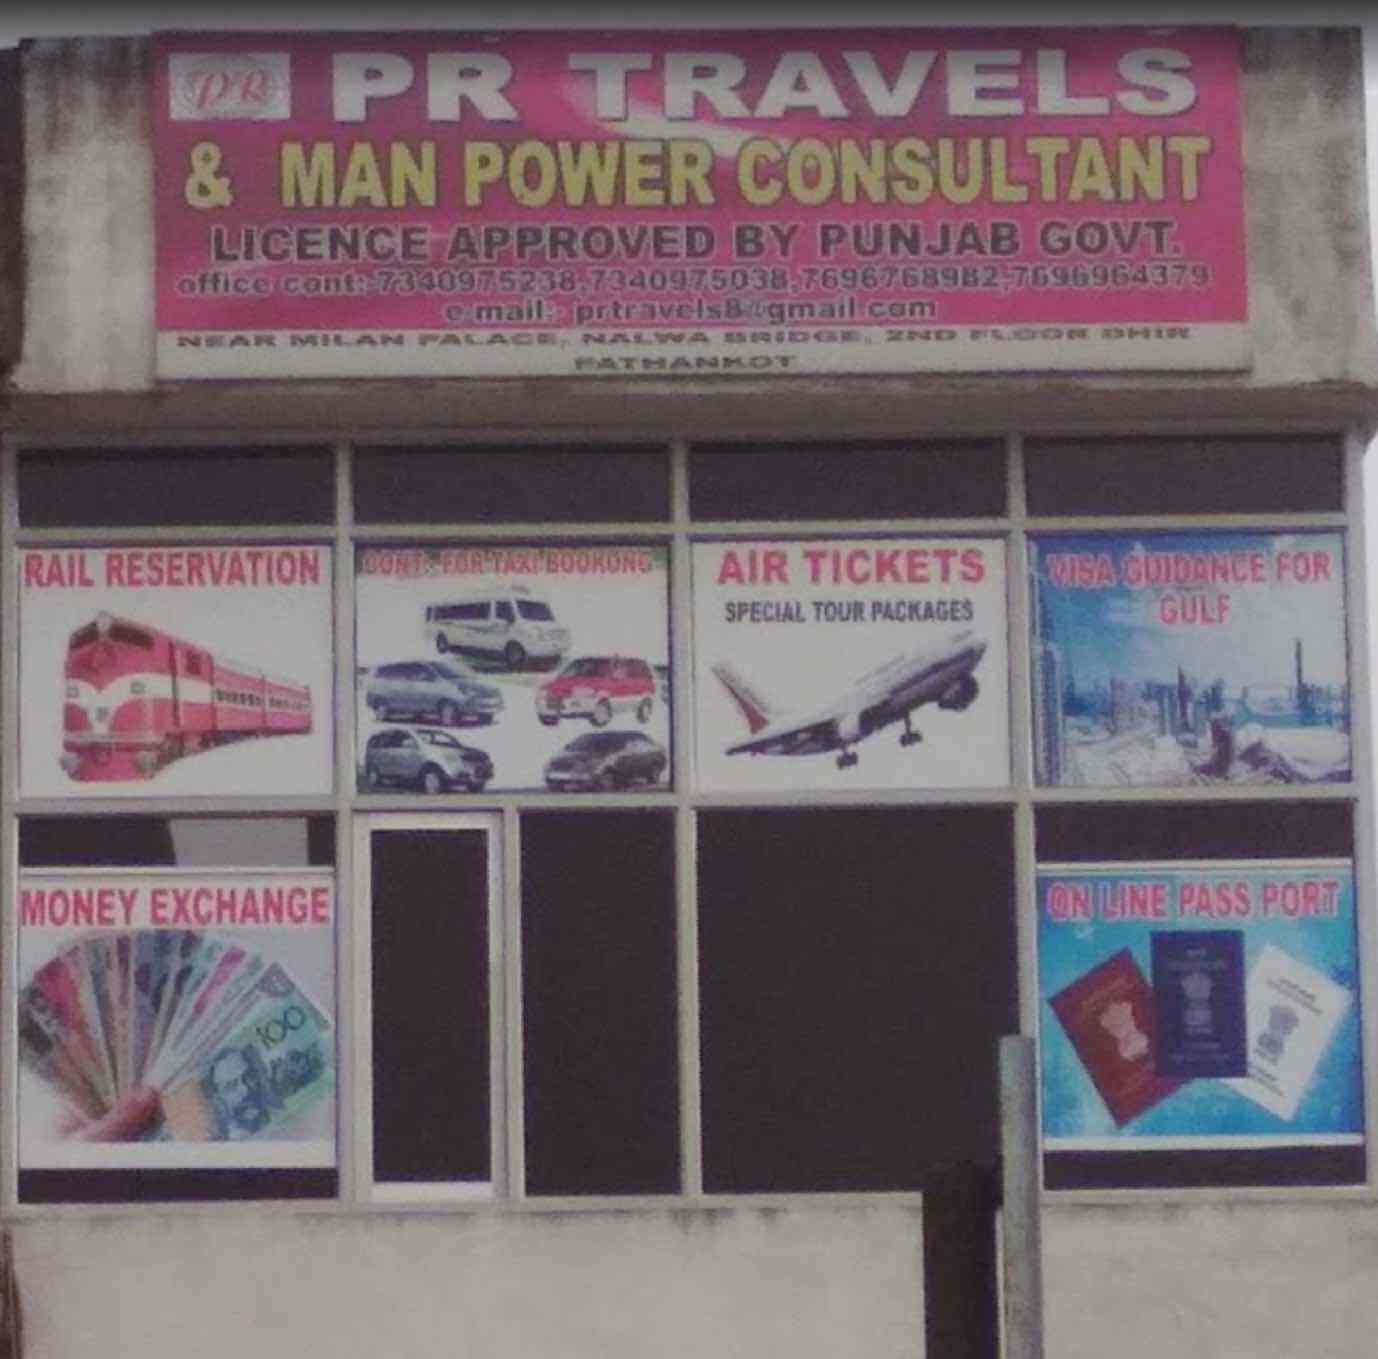 PR
PR TRAVELS
& MAN POWER CONSULTANT
LICENCE APPROVED BY PUNJAB GOVT.
office cont:-7340975238,7340975038,7696768982,7696964379
e-mail:- prtravels8@gmail.com
NEAR MILAN PALACE, NALWA BRIDGE, 2ND FLOOR DHIR
PATHANKOT
RAIL RESERVATION
CONT:. FOR TAXI BOOKONG
AIR TICKETS
SPECIAL TOUR PACKAGES
VISA GUIDANCE FOR
GULF
MONEY EXCHANGE
100
ON LINE PASS PORT